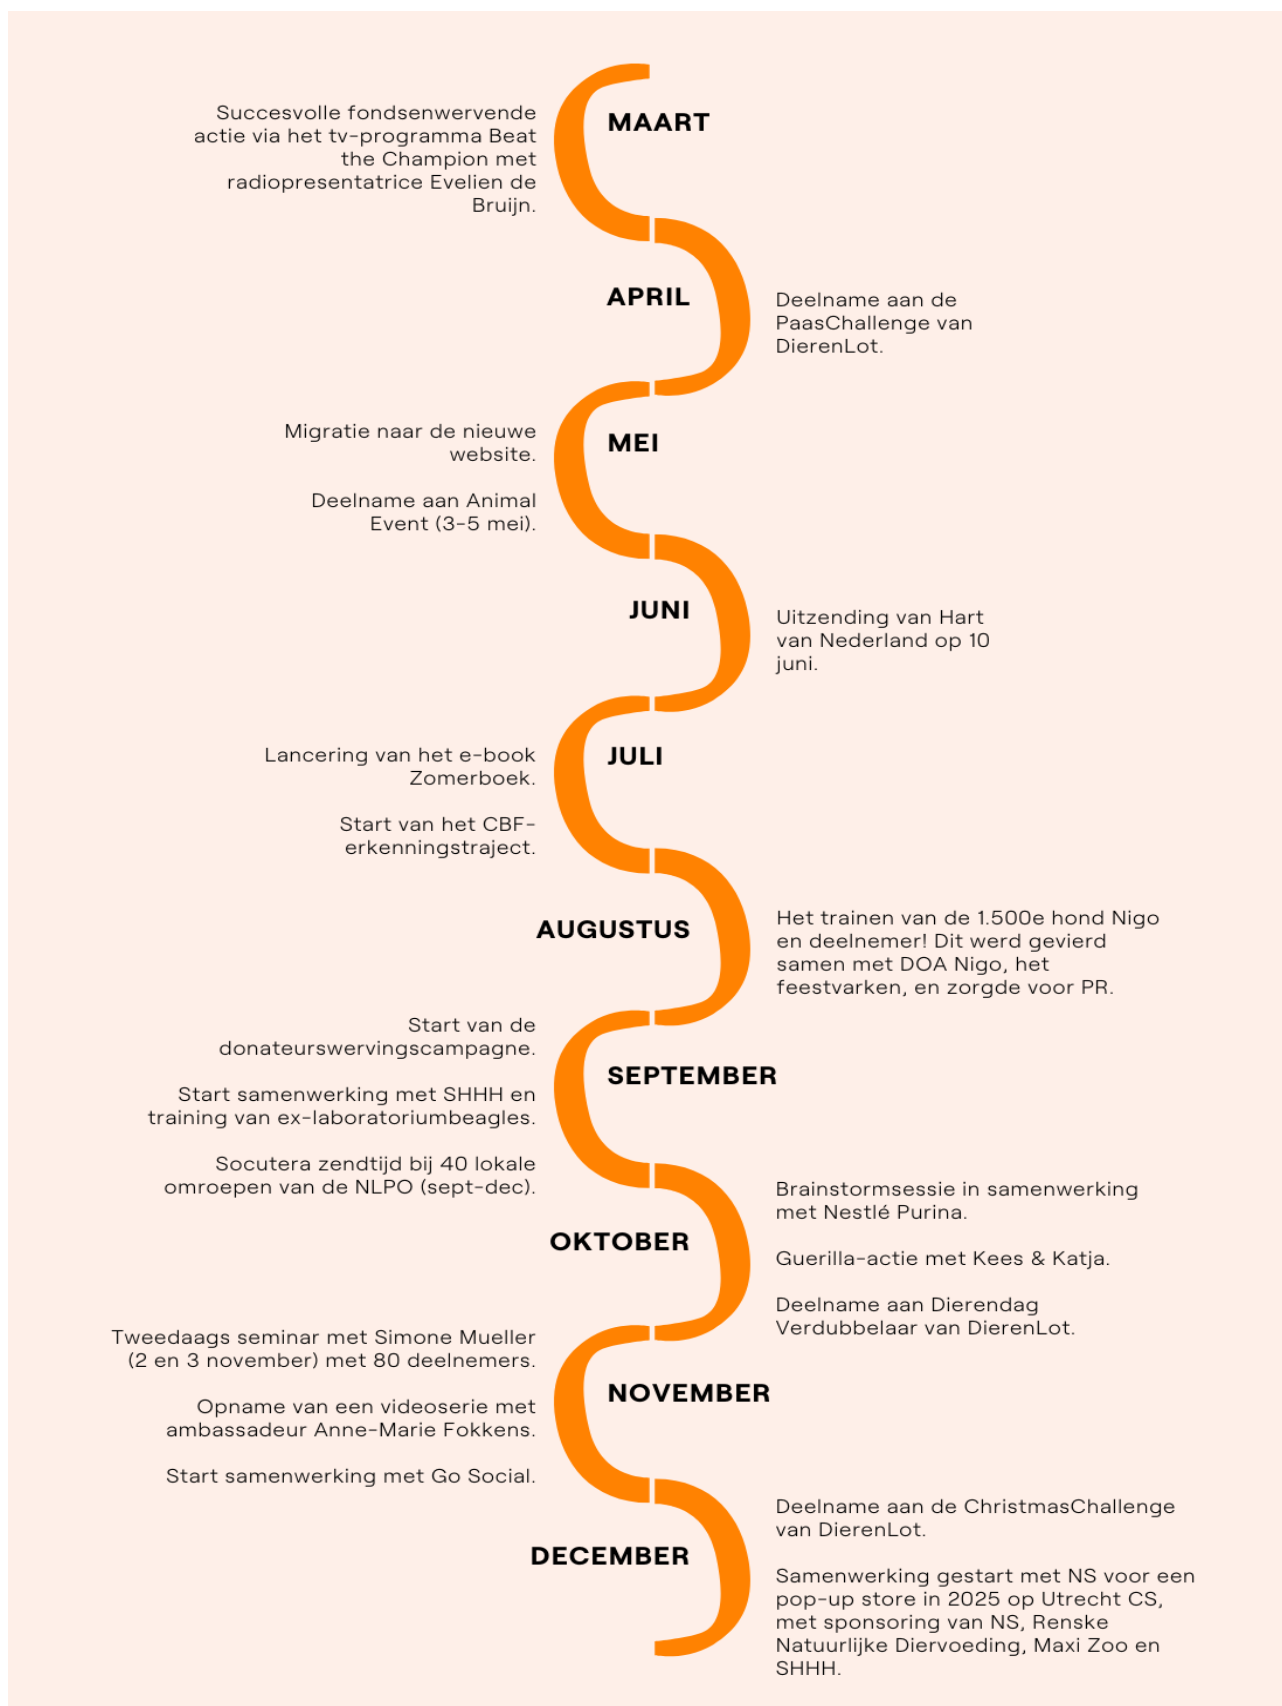 MAART
Succesvolle fondsenwervende
actie via het tv-programma Beat
the Champion met
radiopresentatrice Evelien de
Bruijn.
APRIL
Deelname aan de
PaasChallenge van
DierenLot.
MEI
Migratie naar de nieuwe
website.
Deelname aan Animal
Event (3-5 mei).
JUNI
Uitzending van Hart
van Nederland op 10
juni.
JULI
Lancering van het e-book
Zomerboek.
Start van het CBF-
erkenningstraject.
AUGUSTUS
Het trainen van de 1.500e hond Nigo
en deelnemer! Dit werd gevierd
samen met DOA Nigo, het
feestvarken, en zorgde voor PR.
SEPTEMBER
Start van de
donateurswervingscampagne.
Start samenwerking met SHHH en
training van ex-laboratoriumbeagles.
Socutera zendtijd bij 40 lokale
omroepen van de NLPO (sept-dec).
OKTOBER
Brainstormsessie in samenwerking
met Nestlé Purina.
Guerilla-actie met Kees & Katja.
Deelname aan Dierendag
Verdubbelaar van DierenLot.
NOVEMBER
Tweedaags seminar met Simone Mueller
(2 en 3 november) met 80 deelnemers.
Opname van een videoserie met
ambassadeur Anne-Marie Fokkens.
Start samenwerking met Go Social.
DECEMBER
Deelname aan de ChristmasChallenge
van DierenLot.
Samenwerking gestart met NS voor een
pop-up store in 2025 op Utrecht CS,
met sponsoring van NS, Renske
Natuurlijke Diervoeding, Maxi Zoo en
SHHH.